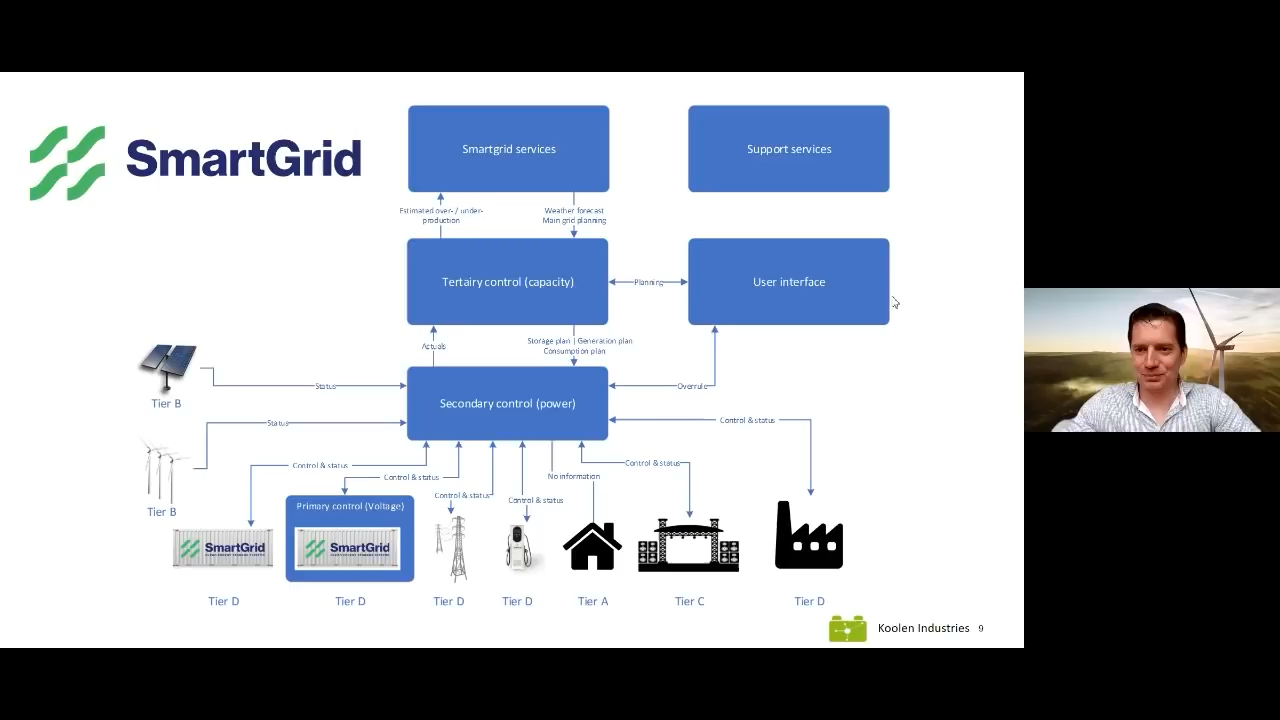 SmartGrid
Smartgrid services
Support services
Estimated over- / under-
production
Weather forecast
Main grid planning
Tertairy control (capacity)
Planning
User interface
Actuals
Storage plan | Generation plan
Consumption plan
Tier B
Status
Secondary control (power)
Overrule
Status
Control & status
Tier B
Control & status
Control & status
Control & status
Control & status
No information
Control & status
Primary control (Voltage)
SmartGrid
SmartGrid
Tier D
Tier D
Tier D
Tier D
Tier A
Tier C
Tier D
Koolen Industries 9